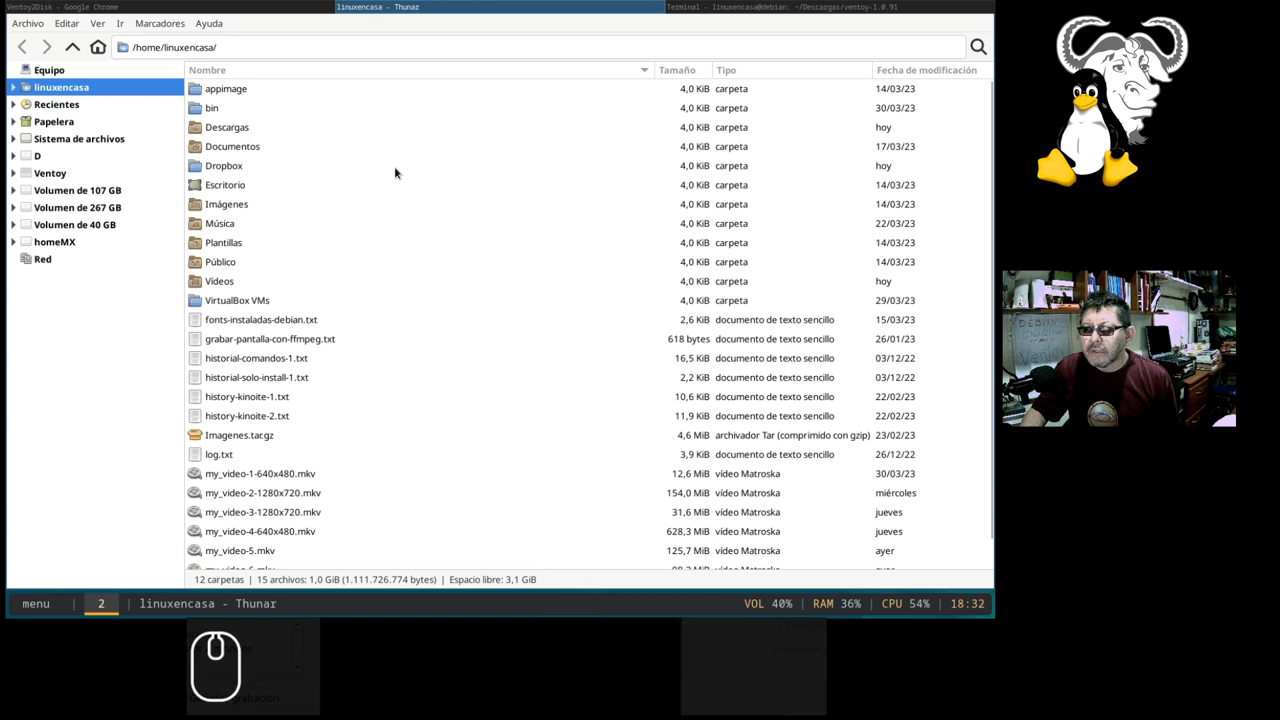 Ventoy2Disk - Google Chrome
linuxencasa - Thunar
Terminal - linuxencasa@debian: ~/Descargas/ventoy-1.0.91
Archivo Editar Ver Ir Marcadores Ayuda
/home/linuxencasa/
Equipo
linuxencasa
Recientes
Papelera
Sistema de archivos
D
Ventoy
Volumen de 107 GB
Volumen de 267 GB
Volumen de 40 GB
homeMX
Red
Nombre Tamaño Tipo Fecha de modificación
appimage 4,0 KiB carpeta 14/03/23
bin 4,0 KiB carpeta 30/03/23
Descargas 4,0 KiB carpeta hoy
Documentos 4,0 KiB carpeta 17/03/23
Dropbox 4,0 KiB carpeta hoy
Escritorio 4,0 KiB carpeta 14/03/23
Imágenes 4,0 KiB carpeta 14/03/23
Música 4,0 KiB carpeta 22/03/23
Plantillas 4,0 KiB carpeta 14/03/23
Público 4,0 KiB carpeta 14/03/23
Vídeos 4,0 KiB carpeta hoy
VirtualBox VMs 4,0 KiB carpeta 29/03/23
fonts-instaladas-debian.txt 2,6 KiB documento de texto sencillo 15/03/23
grabar-pantalla-con-ffmpeg.txt 618 bytes documento de texto sencillo 26/01/23
historial-comandos-1.txt 16,5 KiB documento de texto sencillo 03/12/22
historial-solo-install-1.txt 2,2 KiB documento de texto sencillo 03/12/22
history-kinoite-1.txt 10,6 KiB documento de texto sencillo 22/02/23
history-kinoite-2.txt 11,9 KiB documento de texto sencillo 22/02/23
Imagenes.tar.gz 4,6 MiB archivador Tar (comprimido con gzip) 23/02/23
log.txt 3,9 KiB documento de texto sencillo 26/12/22
my_video-1-640x480.mkv 12,6 MiB vídeo Matroska 30/03/23
my_video-2-1280x720.mkv 154,0 MiB vídeo Matroska miércoles
my_video-3-1280x720.mkv 31,6 MiB vídeo Matroska jueves
my_video-4-640x480.mkv 628,3 MiB vídeo Matroska jueves
my_video-5.mkv 125,7 MiB vídeo Matroska ayer
12 carpetas | 15 archivos: 1,0 GiB (1.111.726.774 bytes) | Espacio libre: 3,1 GiB
menu | 2 | linuxencasa - Thunar
VOL 40% | RAM 36% | CPU 54% | 18:32
DEBIAN